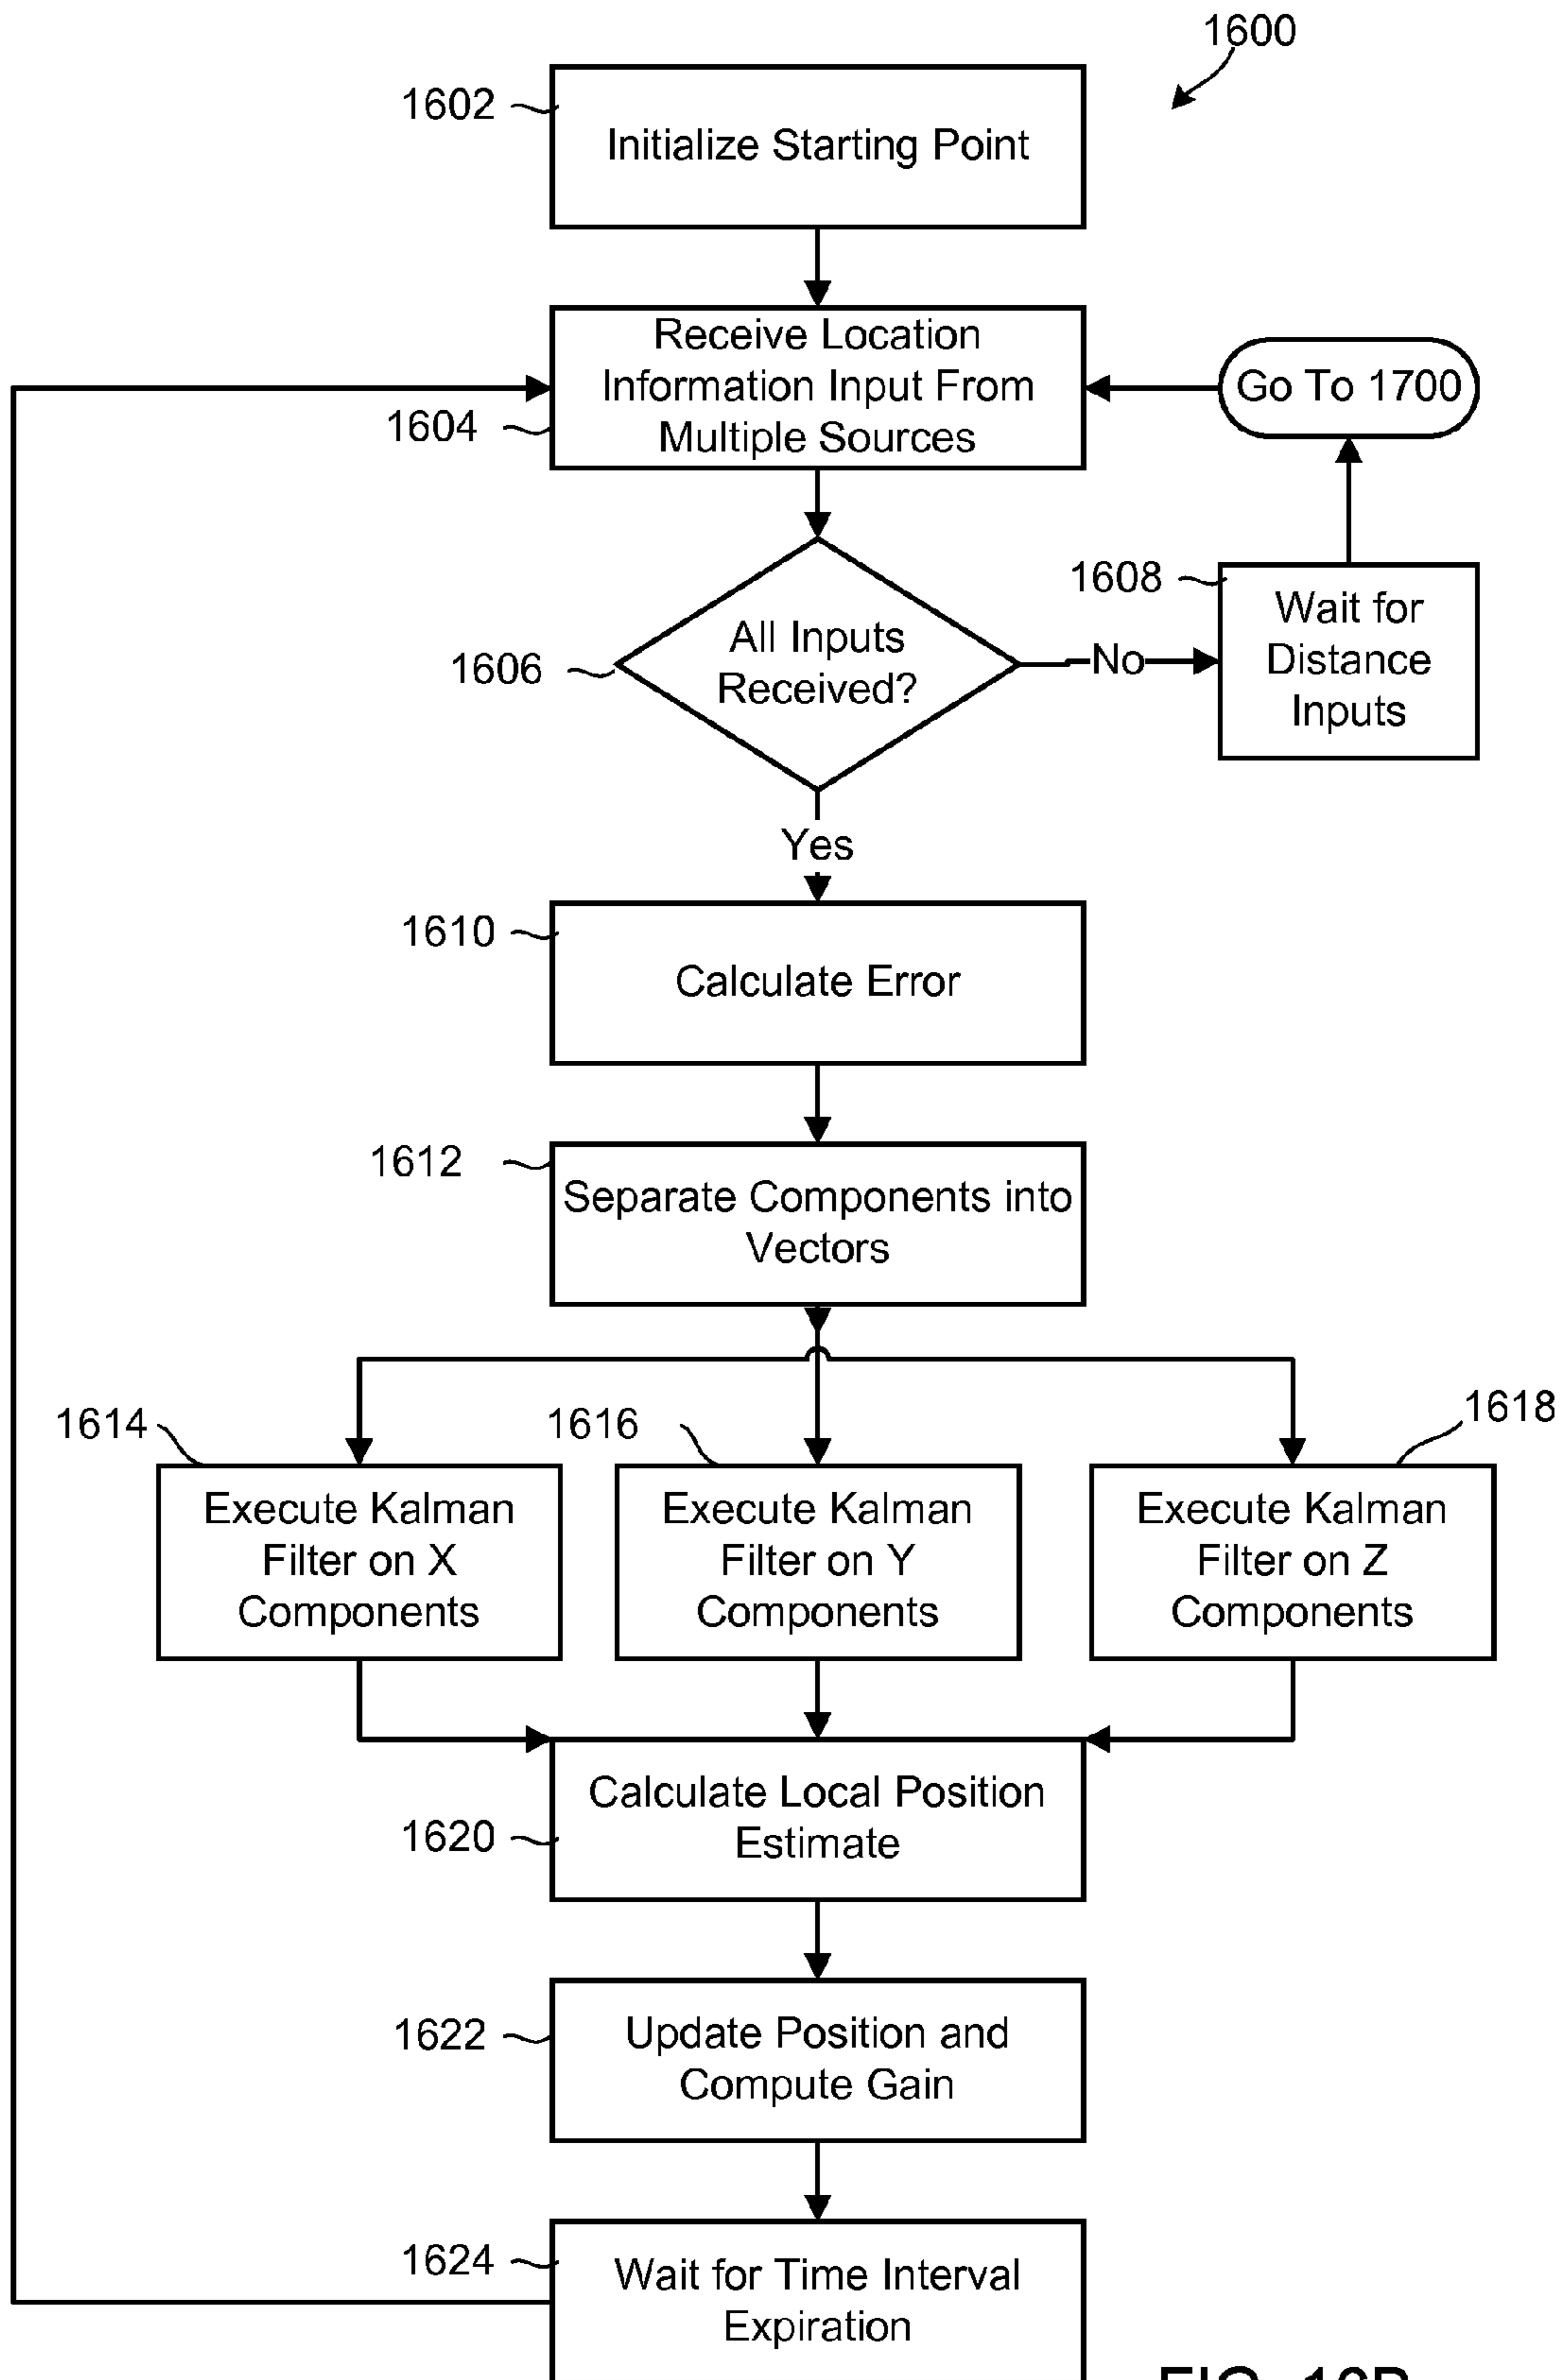 1600
1602
Initialize Starting Point
Receive Location
Information Input From
Multiple Sources
1604
Go To 1700
1608
Wait for
Distance
Inputs
All Inputs
Received?
1606
No
Yes
1610
Calculate Error
1612
Separate Components into
Vectors
1614
1616
1618
Execute Kalman
Filter on X
Components
Execute Kalman
Filter on Y
Components
Execute Kalman
Filter on Z
Components
Calculate Local Position
Estimate
1620
1622
Update Position and
Compute Gain
1624
Wait for Time Interval
Expiration